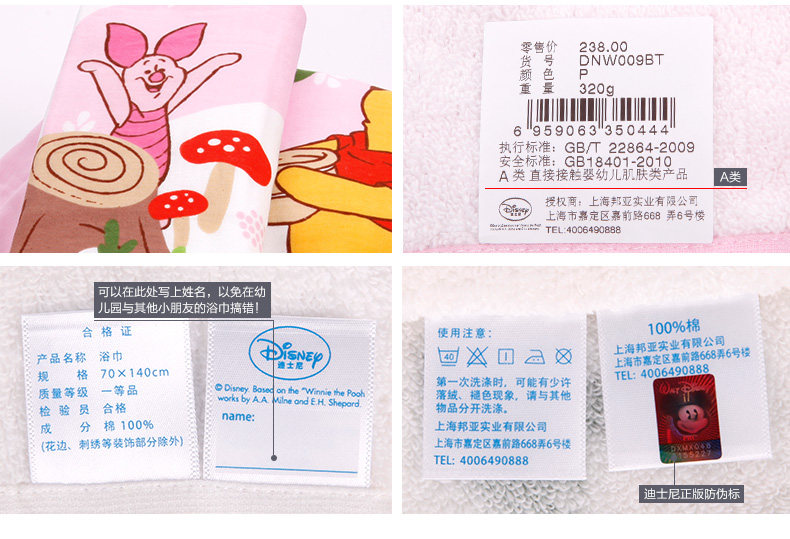 零售价 238.00
货 号 DNW009BT
颜 色 P
重 量 320g
6 959063 350444
执行标准: GB/T 22864-2009
安全标准: GB18401-2010
A 类 直接接触婴幼儿肌肤类产品
A类
Disney
迪士尼
授权商: 上海邦亚实业有限公司
上海市嘉定区嘉前路668 弄6号楼
TEL:4006490888
可以在此处写上姓名，以免在幼
儿园与其他小朋友的浴巾搞错!
合 格 证
产品名称: 浴巾
规 格 70×140cm
质量等级 一等品
检 验 员 合格
成 分 棉 100%
(花边、刺绣等装饰部分除外)
DISNEY
迪士尼
© Disney. Based on the "Winnie the Pooh
works by A.A. Milne and E.H. Shepard.
name:
使用注意:
40
第一次洗涤时, 可能有少许
落绒、褪色现象, 请与其他
物品分开洗涤。
上海邦亚实业有限公司
上海市嘉定区嘉前路668弄6号楼
TEL: 4006490888
100%棉
上海邦亚实业有限公司
上海市嘉定区嘉前路668弄6号楼
TEL: 4006490888
WALT DISNEY
DXMX068
迪士尼正版防伪标